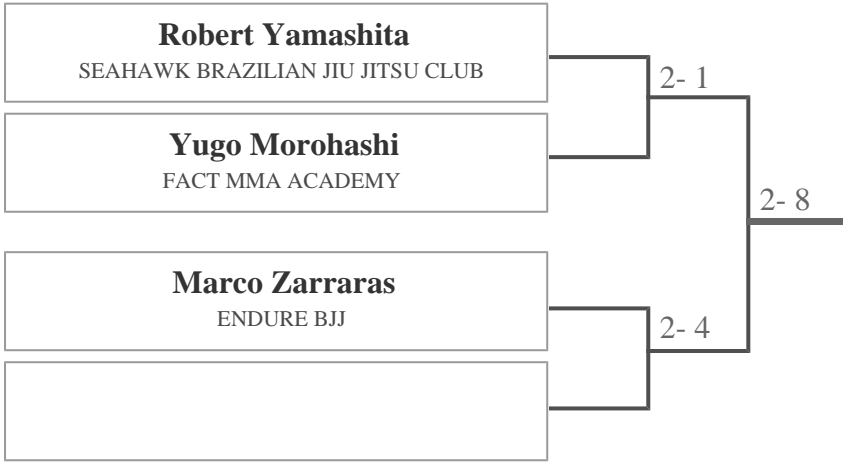 Robert Yamashita
SEAHAWK BRAZILIAN JIU JITSU CLUB
2- 1
Yugo Morohashi
FACT MMA ACADEMY
2- 8
Marco Zarraras
ENDURE BJJ
2- 4